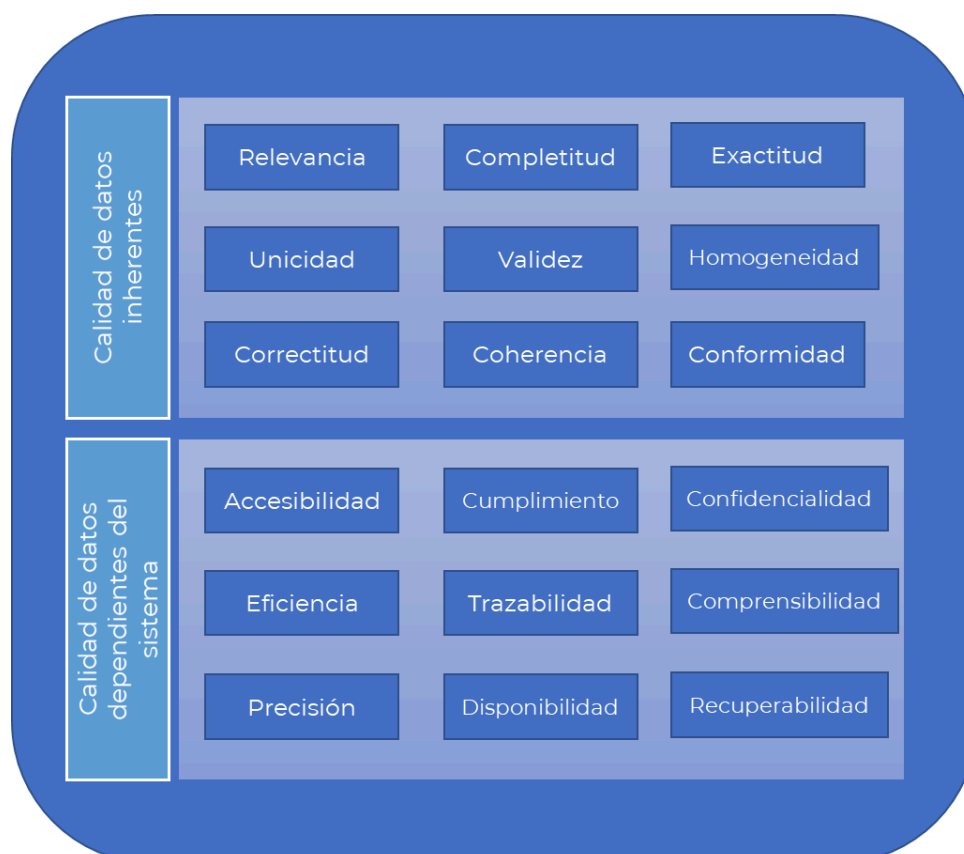 Calidad de datos
inherentes
Relevancia
Completitud
Exactitud
Unicidad
Validez
Homogeneidad
Correctitud
Coherencia
Conformidad
Calidad de datos
dependientes del
sistema
Accesibilidad
Cumplimiento
Confidencialidad
Eficiencia
Trazabilidad
Comprensibilidad
Precisión
Disponibilidad
Recuperabilidad